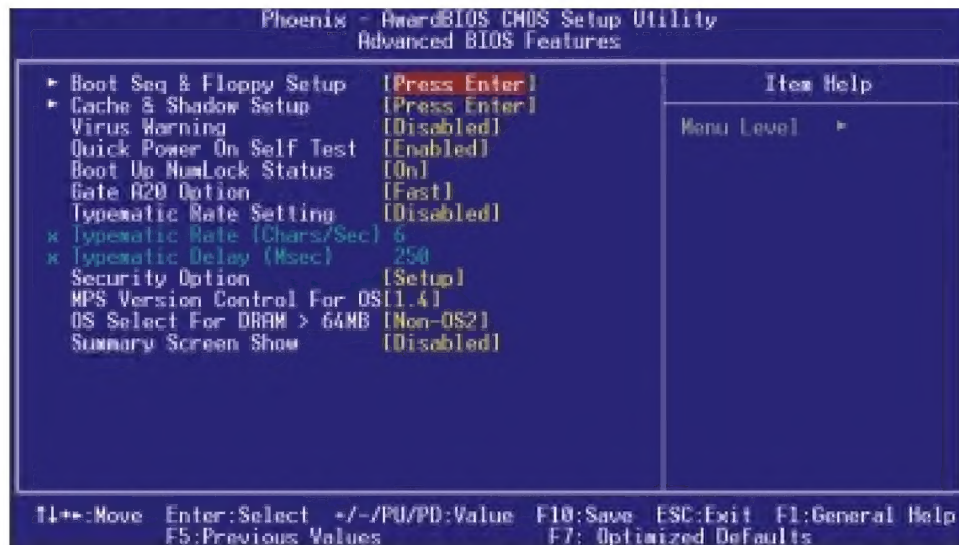 Phoenix - AwardBIOS CMOS Setup Utility
Advanced BIOS Features
► Boot Seq & Floppy Setup [Press Enter]
► Cache & Shadow Setup [Press Enter]
Virus Warning [Disabled]
Quick Power On Self Test [Enabled]
Boot Up NumLock Status [On]
Gate A20 Option [Fast]
Typematic Rate Setting [Disabled]
x Typematic Rate (Chars/Sec) 6
x Typematic Delay (Msec) 250
Security Option [Setup]
MPS Version Control For OS[1.4]
OS Select For DRAM > 64MB [Non-OS2]
Summary Screen Show [Disabled]
Item Help
Menu Level ►
↑↓→←:Move Enter:Select +/-/PU/PD:Value F10:Save ESC:Exit F1:General Help
F5:Previous Values F7: Optimized Defaults